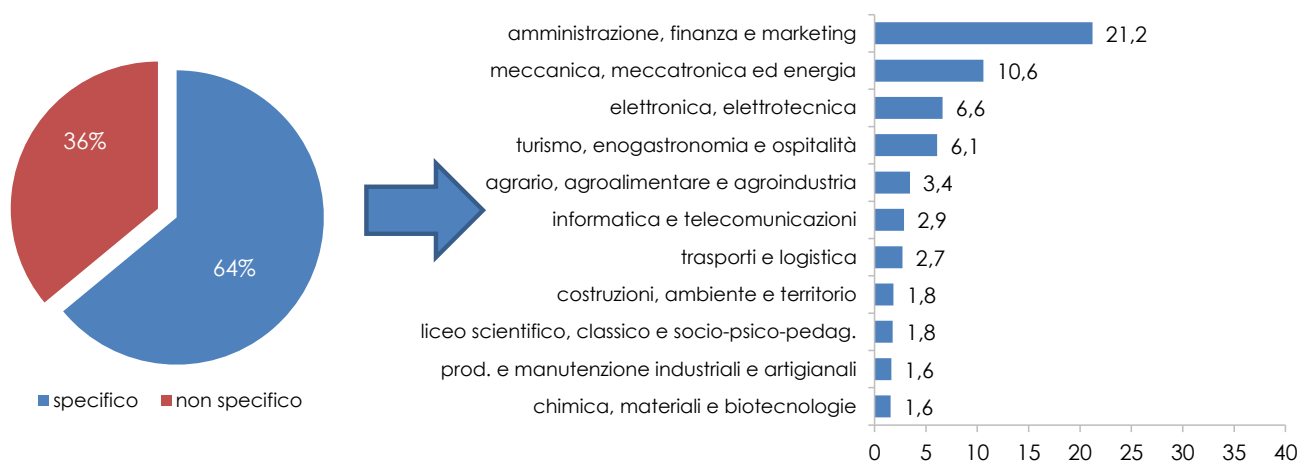 36%
64%
specifico non specifico
amministrazione, finanza e marketing 21,2
meccanica, meccatronica ed energia 10,6
elettronica, elettrotecnica 6,6
turismo, enogastronomia e ospitalità 6,1
agrario, agroalimentare e agroindustria 3,4
informatica e telecomunicazioni 2,9
trasporti e logistica 2,7
costruzioni, ambiente e territorio 1,8
liceo scientifico, classico e socio-psico-pedag. 1,8
prod. e manutenzione industriali e artigianali 1,6
chimica, materiali e biotecnologie 1,6
0 5 10 15 20 25 30 35 40